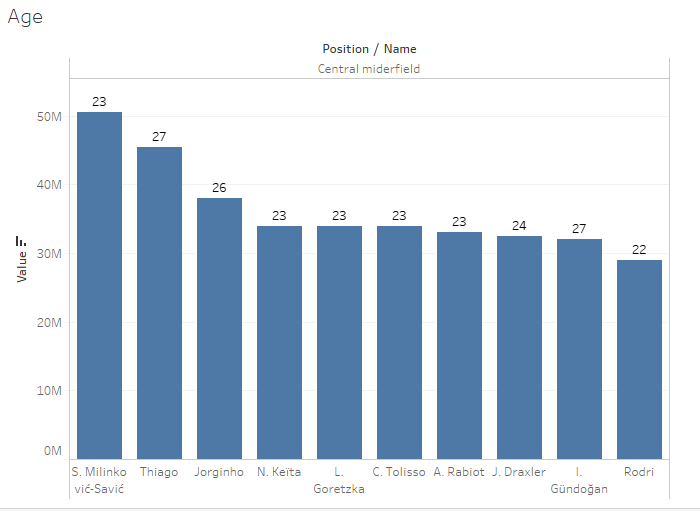 Age
Position / Name
Central miderfield
Value
50M
40M
30M
20M
10M
0M
23
27
26
23
23
23
23
24
27
22
S. Milinko
vić-Savić
Thiago
Jorginho
N. Keïta
L.
Goretzka
C. Tolisso
A. Rabiot
J. Draxler
I.
Gündoğan
Rodri